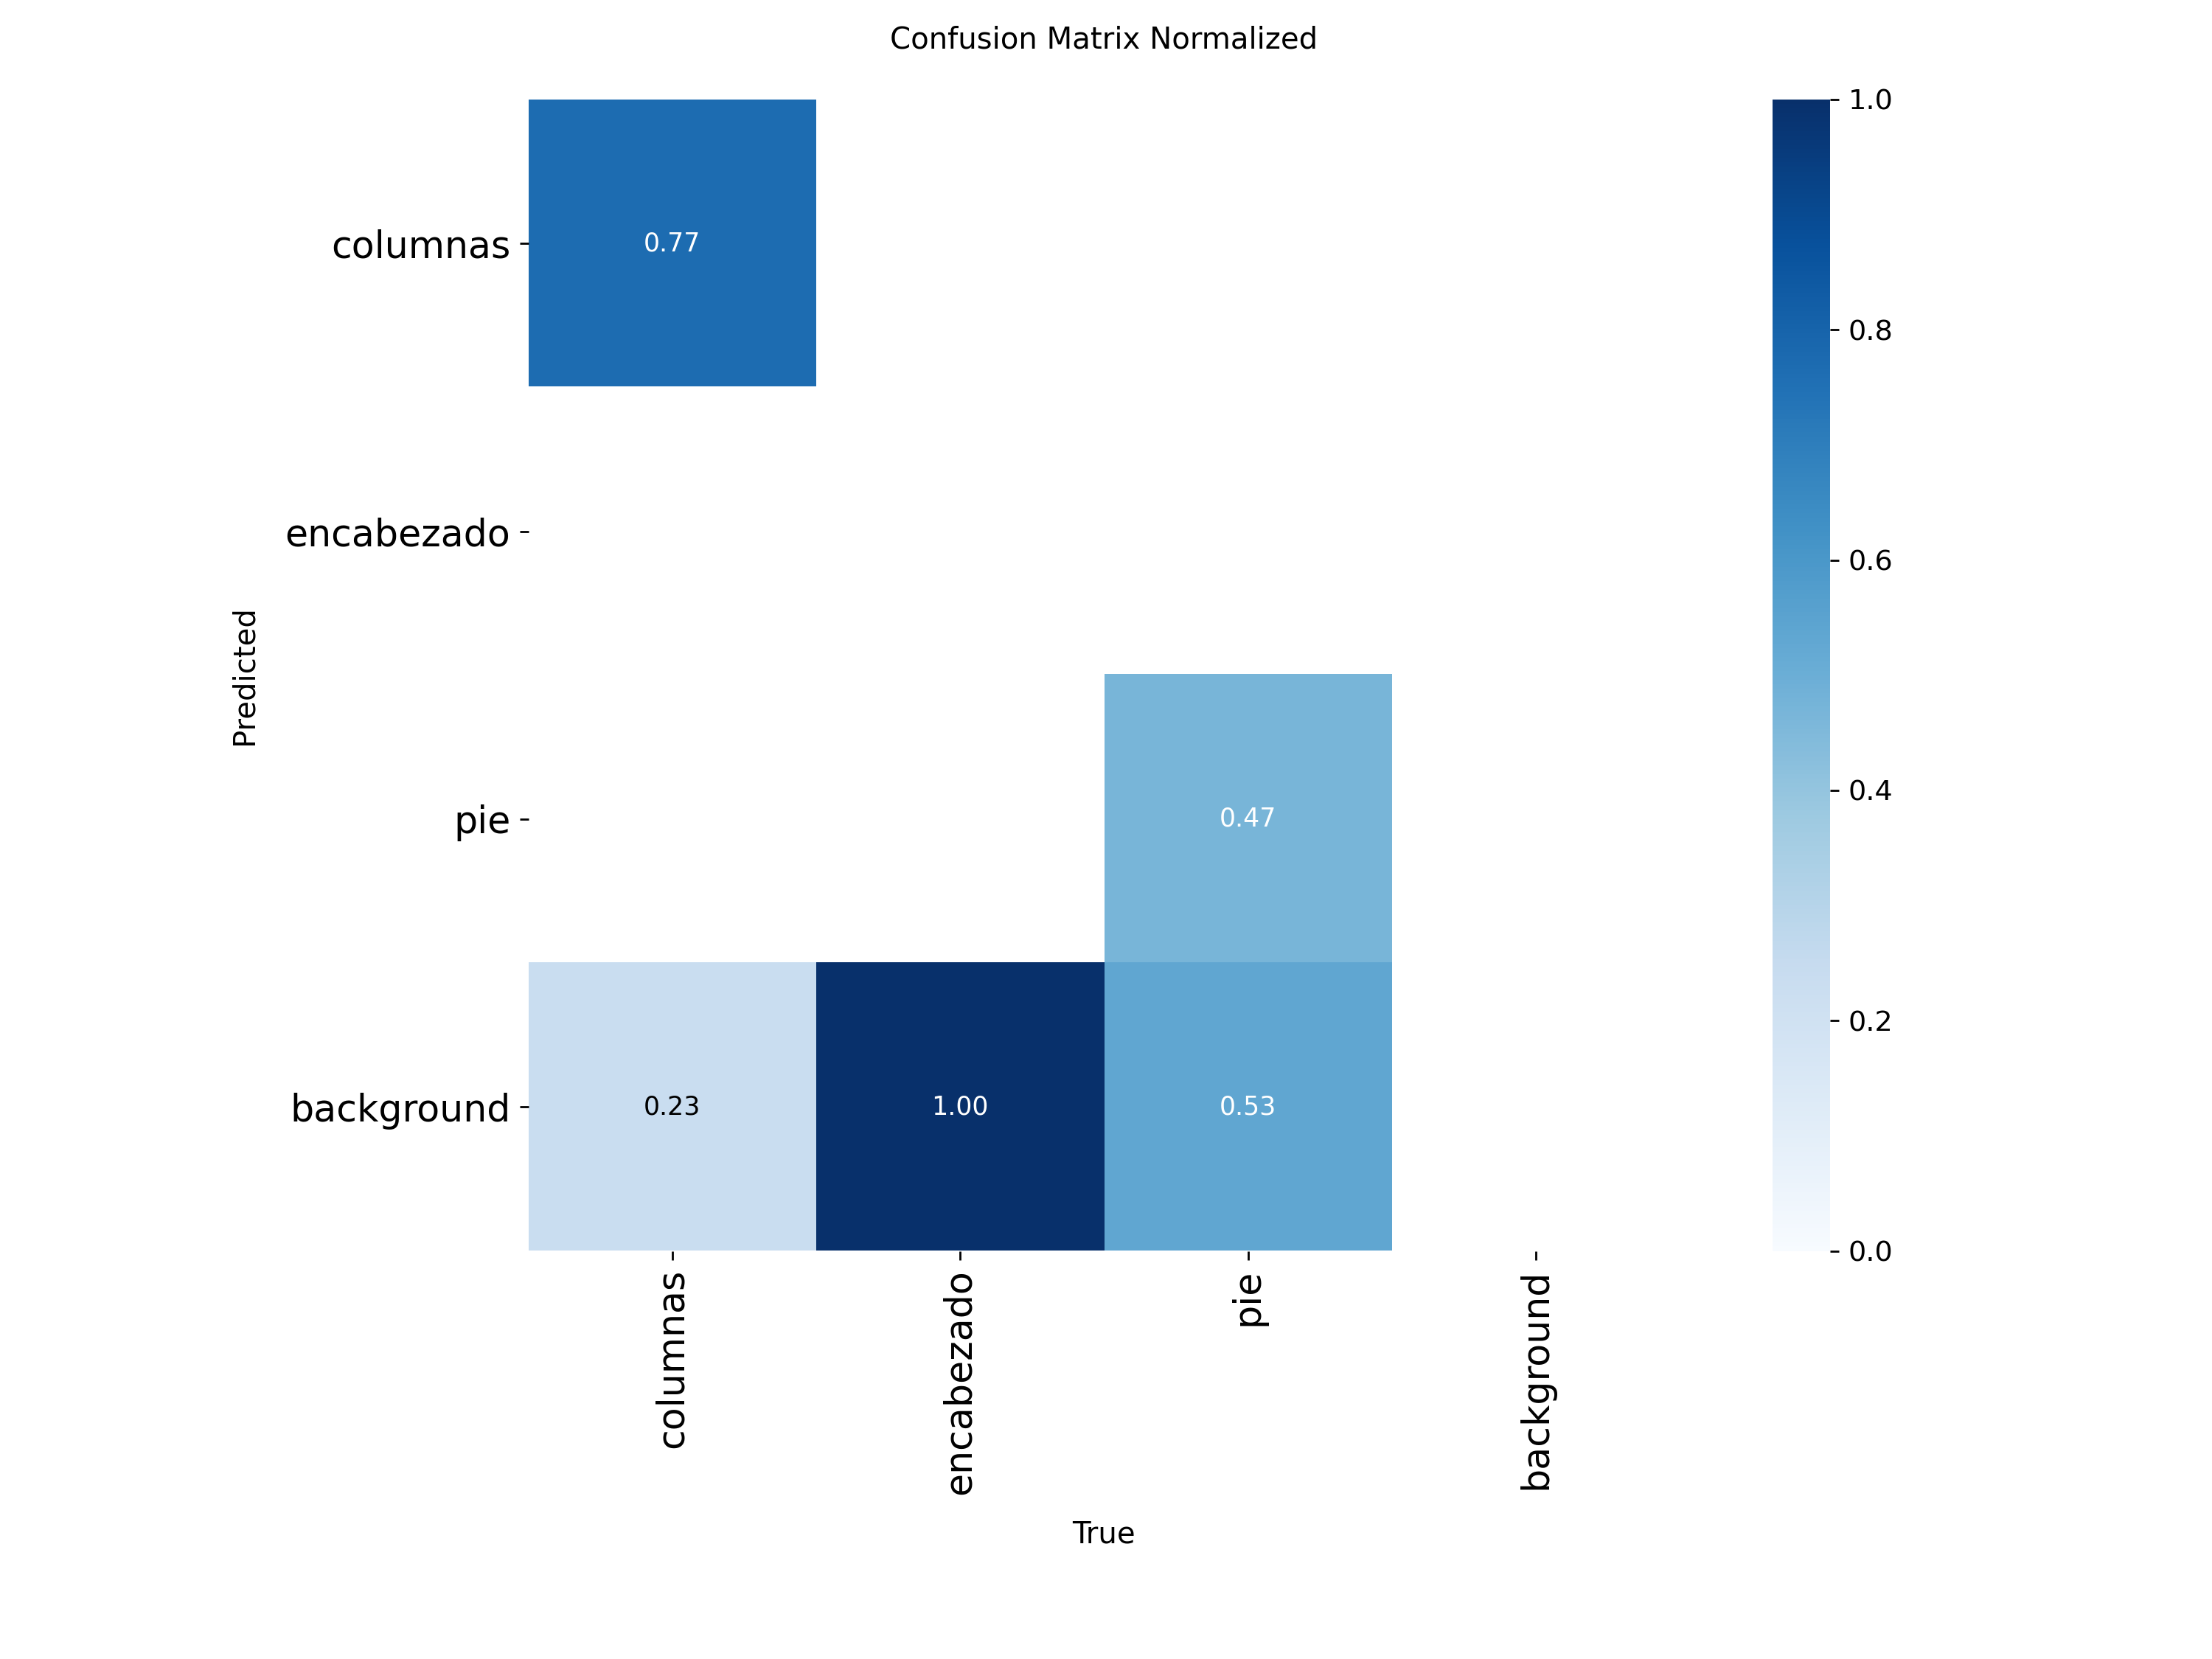 Confusion Matrix Normalized
columnas
encabezado
pie
background
Predicted
0.77
0.47
0.23
1.00
0.53
columnas
encabezado
pie
background
True
1.0
0.8
0.6
0.4
0.2
0.0